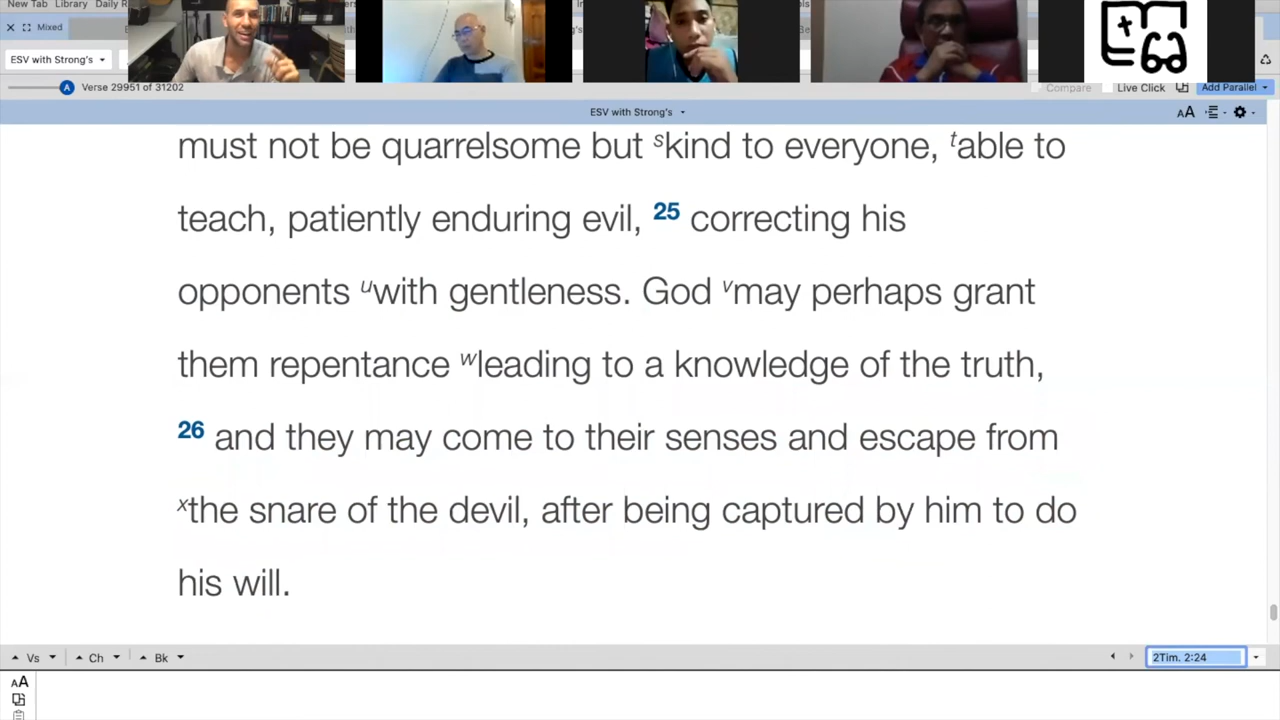 New Tab Library Daily R
Mixed
ESV with Strong's
Verse 29951 of 31202
Compare Live Click Add Parallel
ESV with Strong's
must not be quarrelsome but skind to everyone, table to
teach, patiently enduring evil, 25 correcting his
opponents uwith gentleness. God vmay perhaps grant
them repentance wleading to a knowledge of the truth,
26 and they may come to their senses and escape from
xthe snare of the devil, after being captured by him to do
his will.
Vs Ch Bk 2Tim. 2:24
AA